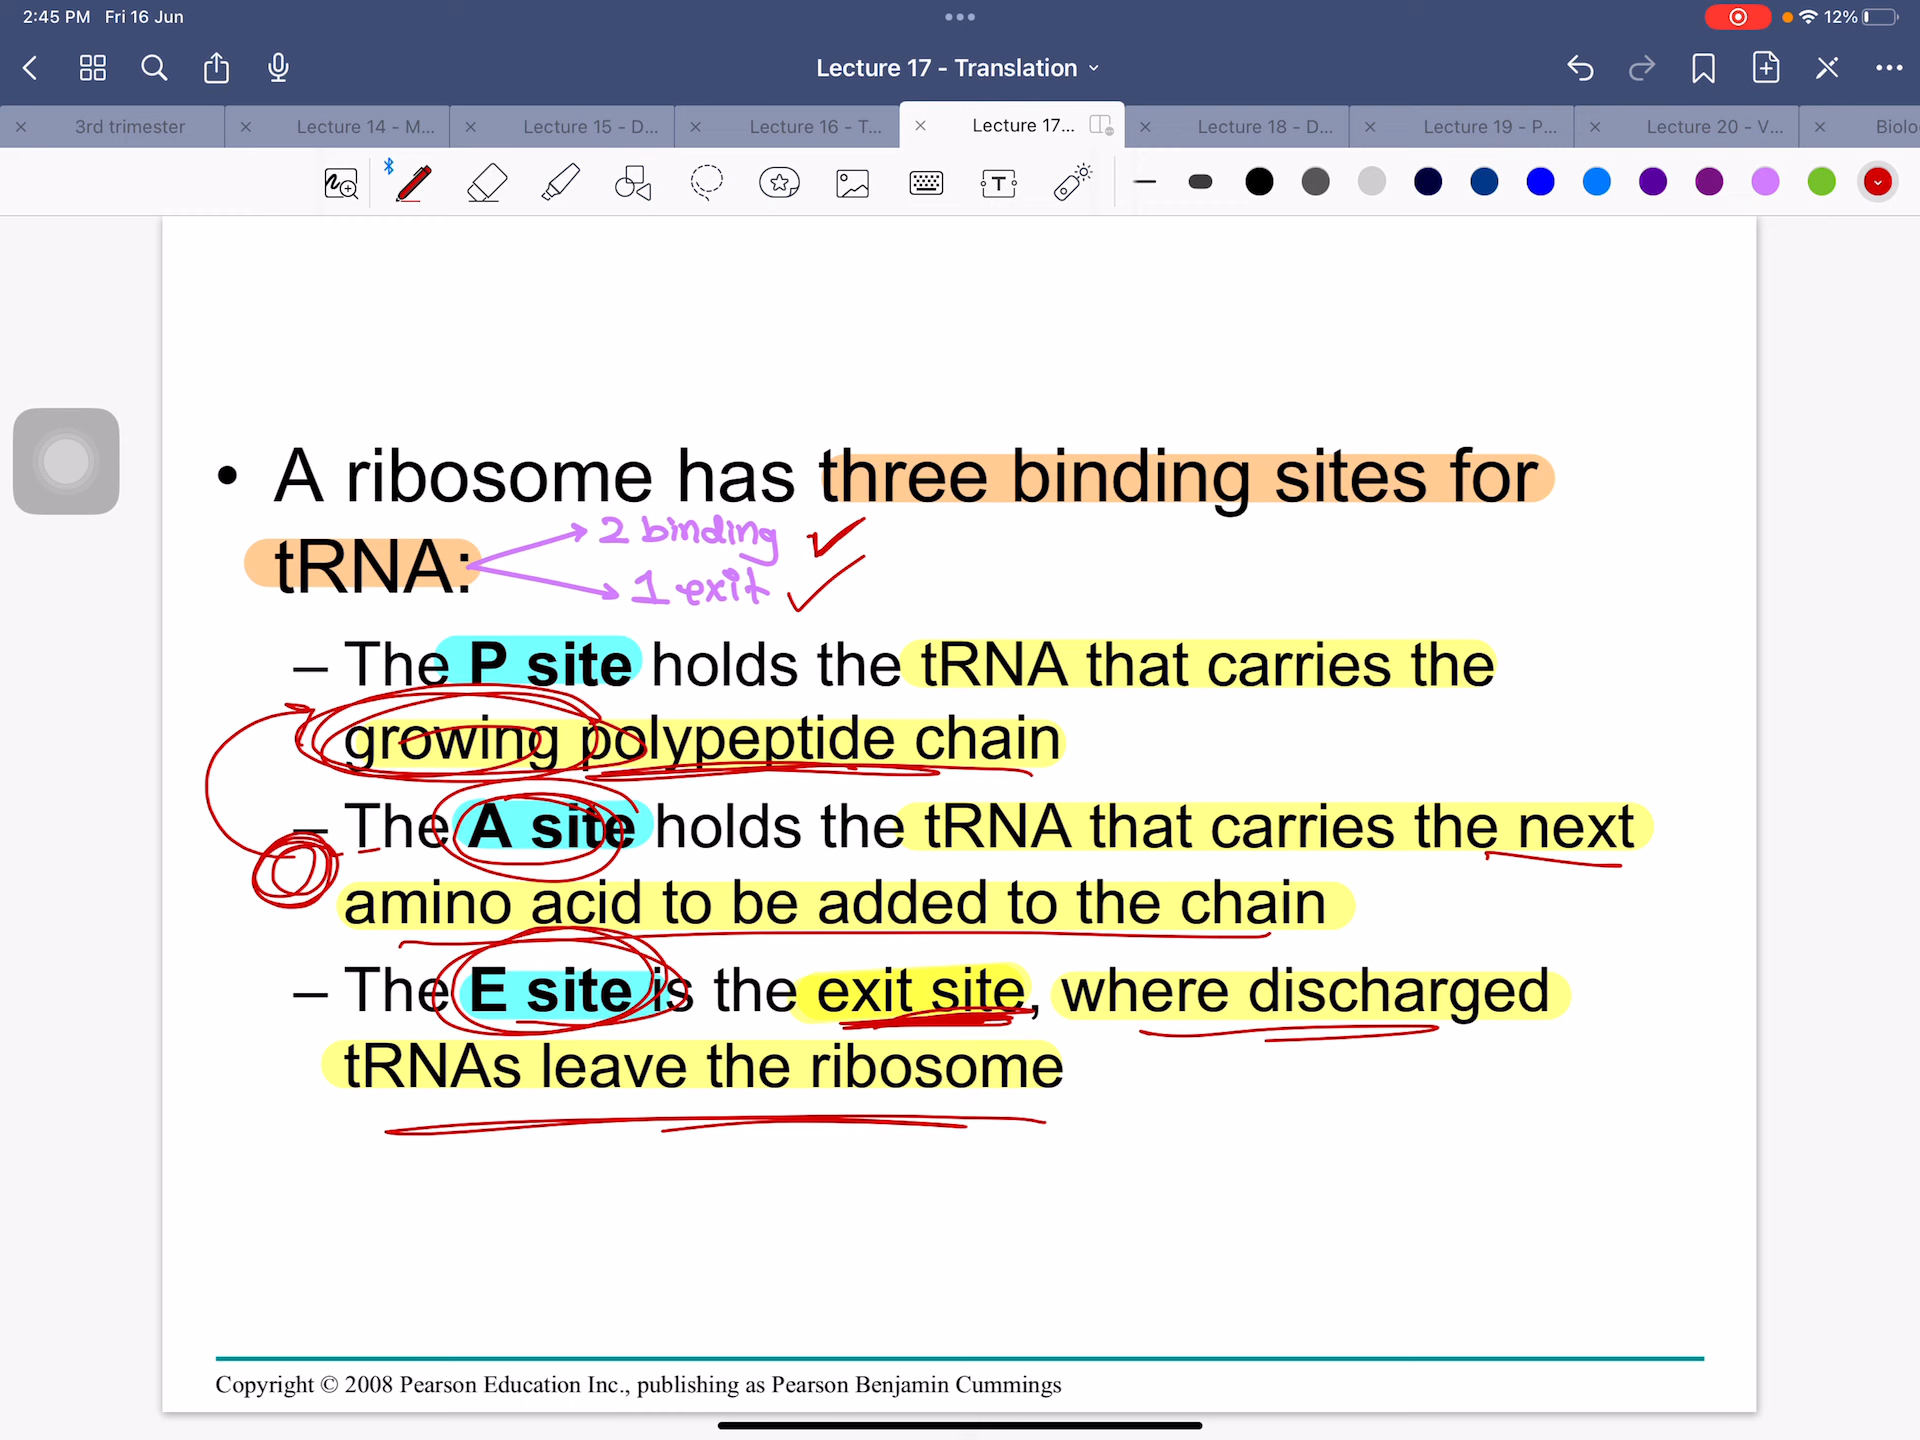 2:45 PM Fri 16 Jun
12%
Lecture 17 - Translation
3rd trimester
Lecture 14 - M...
Lecture 15 - D...
Lecture 16 - T...
Lecture 17...
Lecture 18 - D...
Lecture 19 - P...
Lecture 20 - V...
Biolo
T
• A ribosome has three binding sites for
tRNA:
2 binding
1 exit
– The P site holds the tRNA that carries the
growing polypeptide chain
– The A site holds the tRNA that carries the next
amino acid to be added to the chain
– The E site is the exit site, where discharged
tRNAs leave the ribosome
Copyright © 2008 Pearson Education Inc., publishing as Pearson Benjamin Cummings